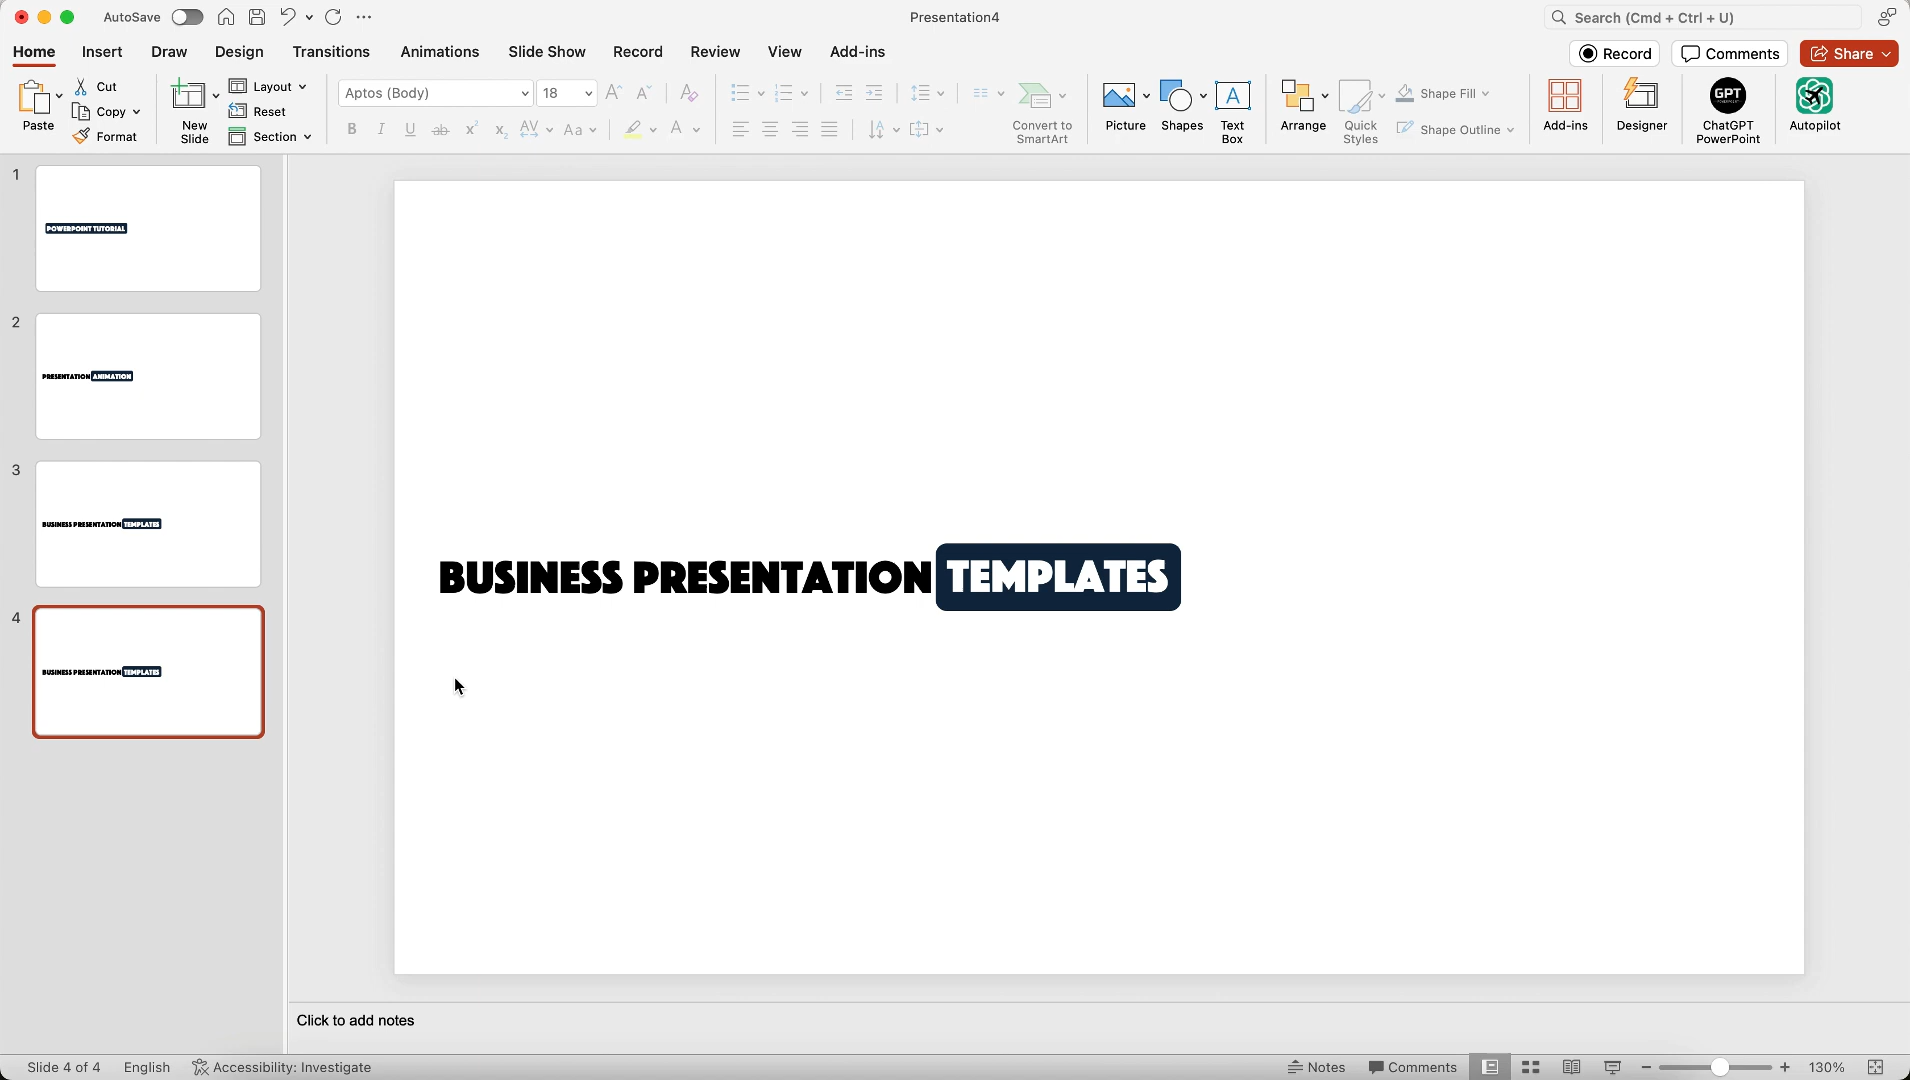 AutoSave
Presentation4
Search (Cmd + Ctrl + U)
Home Insert Draw Design Transitions Animations Slide Show Record Review View Add-ins
Record Comments Share
Paste
Cut
Copy
Format
New Slide
Layout
Reset
Section
Aptos (Body) 18
Convert to SmartArt
Picture
Shapes
Text Box
Arrange
Quick Styles
Shape Fill
Shape Outline
Add-ins
Designer
GPT
ChatGPT PowerPoint
Autopilot
1
POWERPOINT TUTORIAL
2
PRESENTATION ANIMATION
3
BUSINESS PRESENTATION TEMPLATES
4
BUSINESS PRESENTATION TEMPLATES
BUSINESS PRESENTATION TEMPLATES
Click to add notes
Slide 4 of 4 English Accessibility: Investigate
Notes Comments 130%